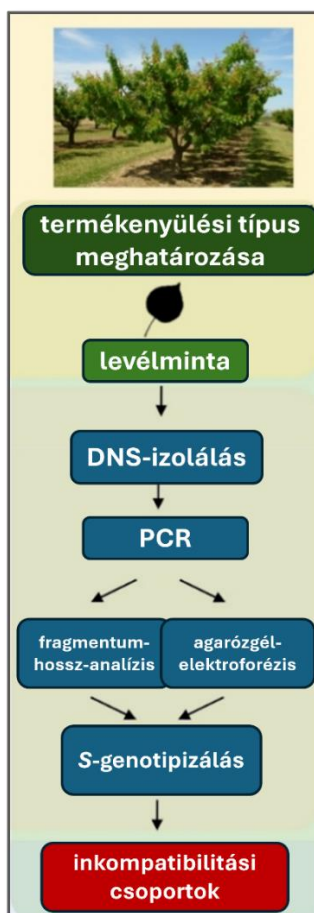 termékenyülési típus
meghatározása
levélminta
DNS-izolálás
PCR
fragmentum-
hossz-analízis
agarózgél-
elektroforézis
S-genotipizálás
inkompatibilitási
csoportok